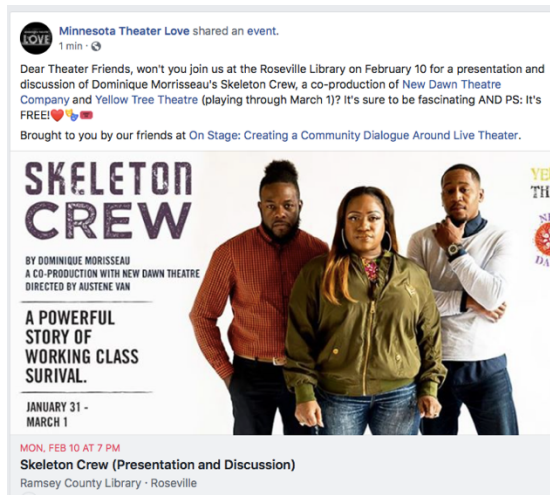 LOVE
Minnesota Theater Love shared an event.
1 min ·
Dear Theater Friends, won't you join us at the Roseville Library on February 10 for a presentation and
discussion of Dominique Morrisseau's Skeleton Crew, a co-production of New Dawn Theatre
Company and Yellow Tree Theatre (playing through March 1)? It's sure to be fascinating AND PS: It's
FREE!❤️🎭🎟️
Brought to you by our friends at On Stage: Creating a Community Dialogue Around Live Theater.
SKELETON
CREW
BY DOMINIQUE MORISSEAU
A CO-PRODUCTION WITH NEW DAWN THEATRE
DIRECTED BY AUSTENE VAN
A POWERFUL
STORY OF
WORKING CLASS
SURIVAL.
JANUARY 31 -
MARCH 1
YE
TH
DA
MON, FEB 10 AT 7 PM
Skeleton Crew (Presentation and Discussion)
Ramsey County Library · Roseville